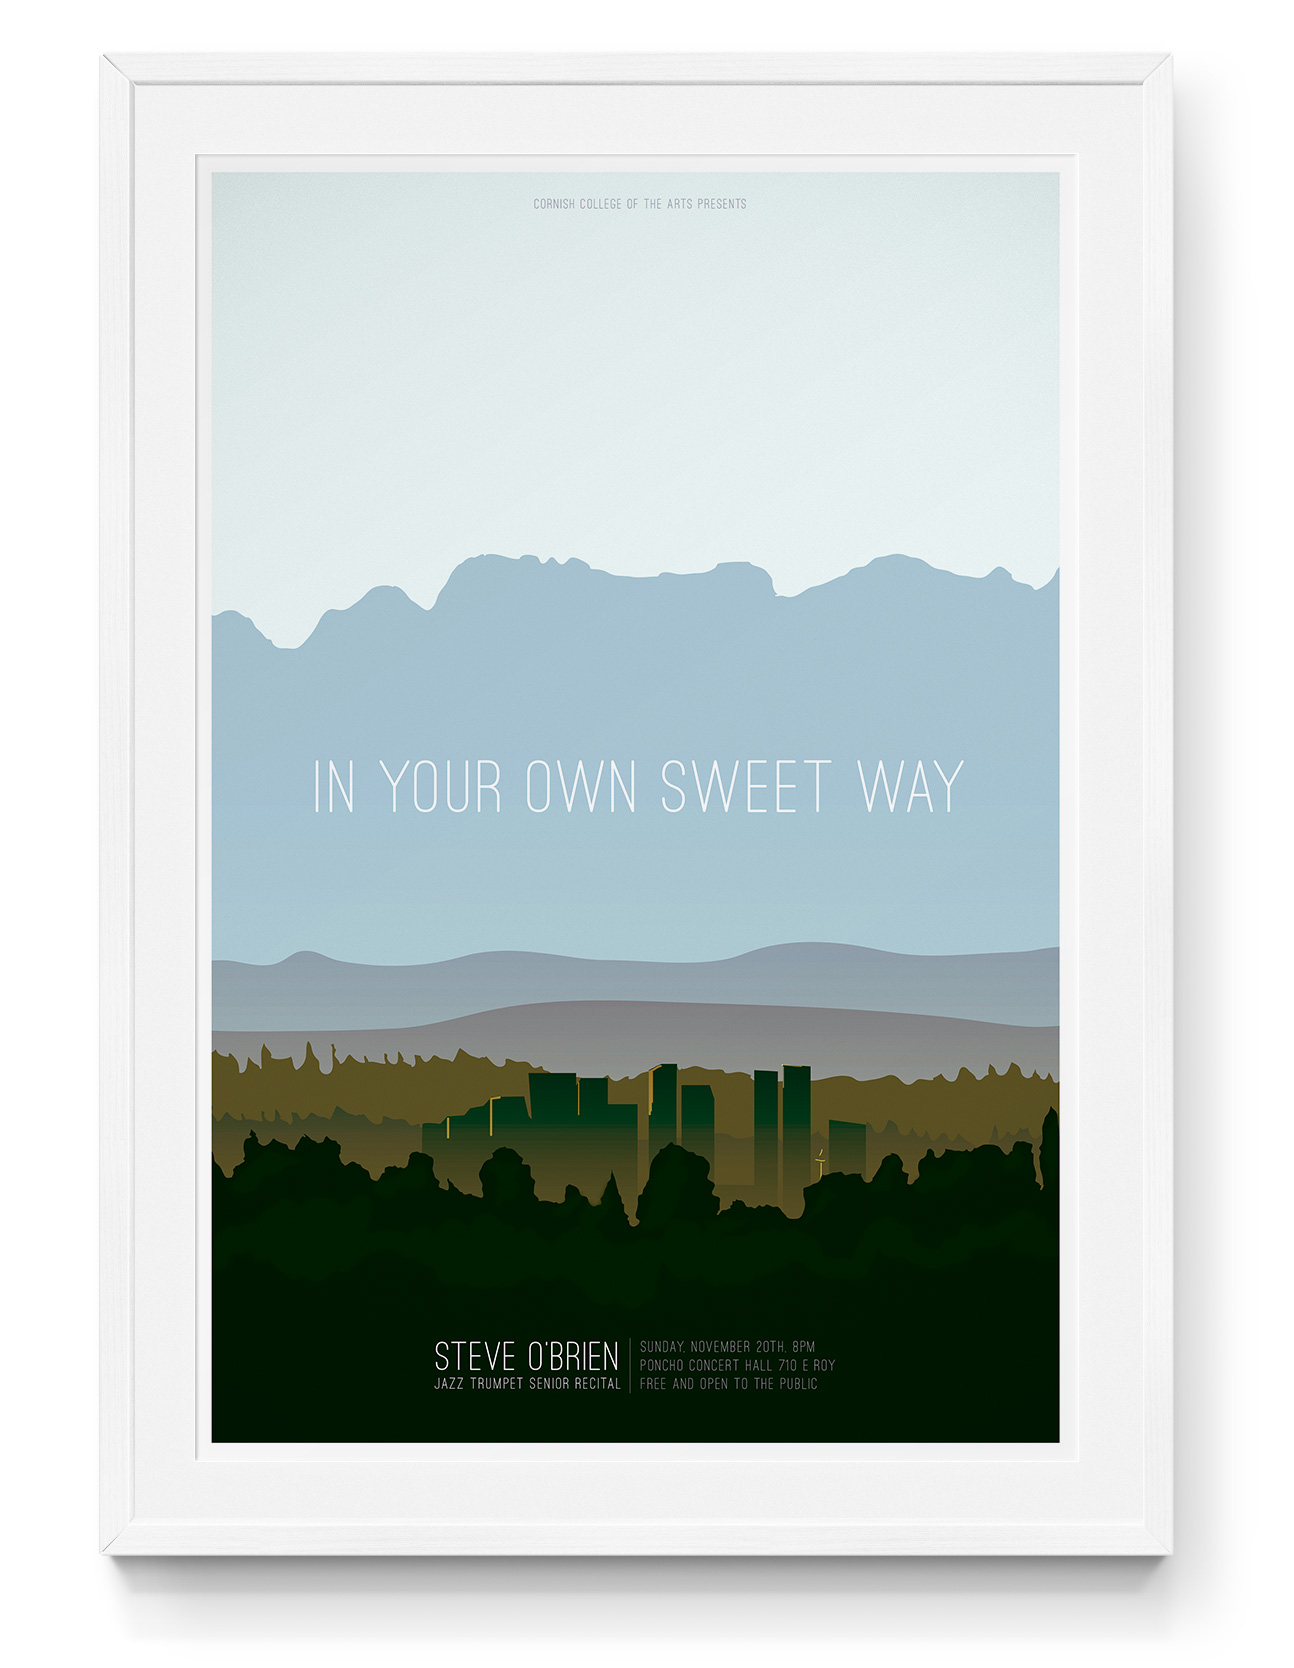 CORNISH COLLEGE OF THE ARTS PRESENTS
IN YOUR OWN SWEET WAY
STEVE O'BRIEN
JAZZ TRUMPET SENIOR RECITAL
SUNDAY, NOVEMBER 20TH, 8PM
PONCHO CONCERT HALL 710 E ROY
FREE AND OPEN TO THE PUBLIC